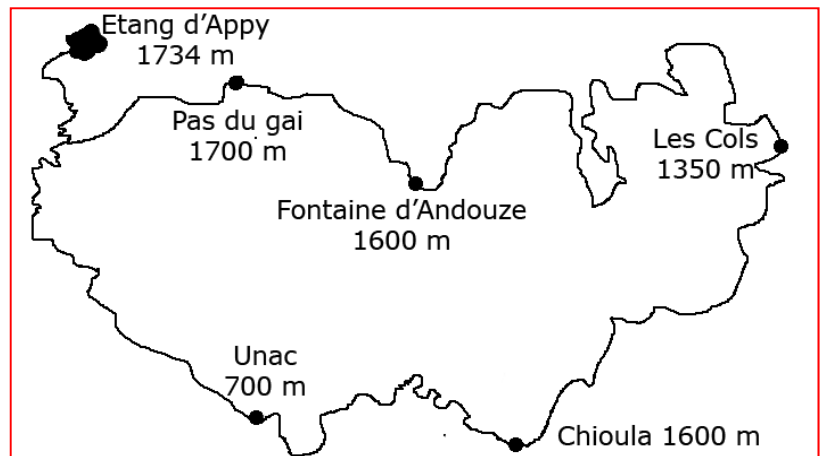 Etang d'Appy
1734 m
Pas du gai
1700 m
Les Cols
1350 m
Fontaine d'Andouze
1600 m
Unac
700 m
Chioula 1600 m